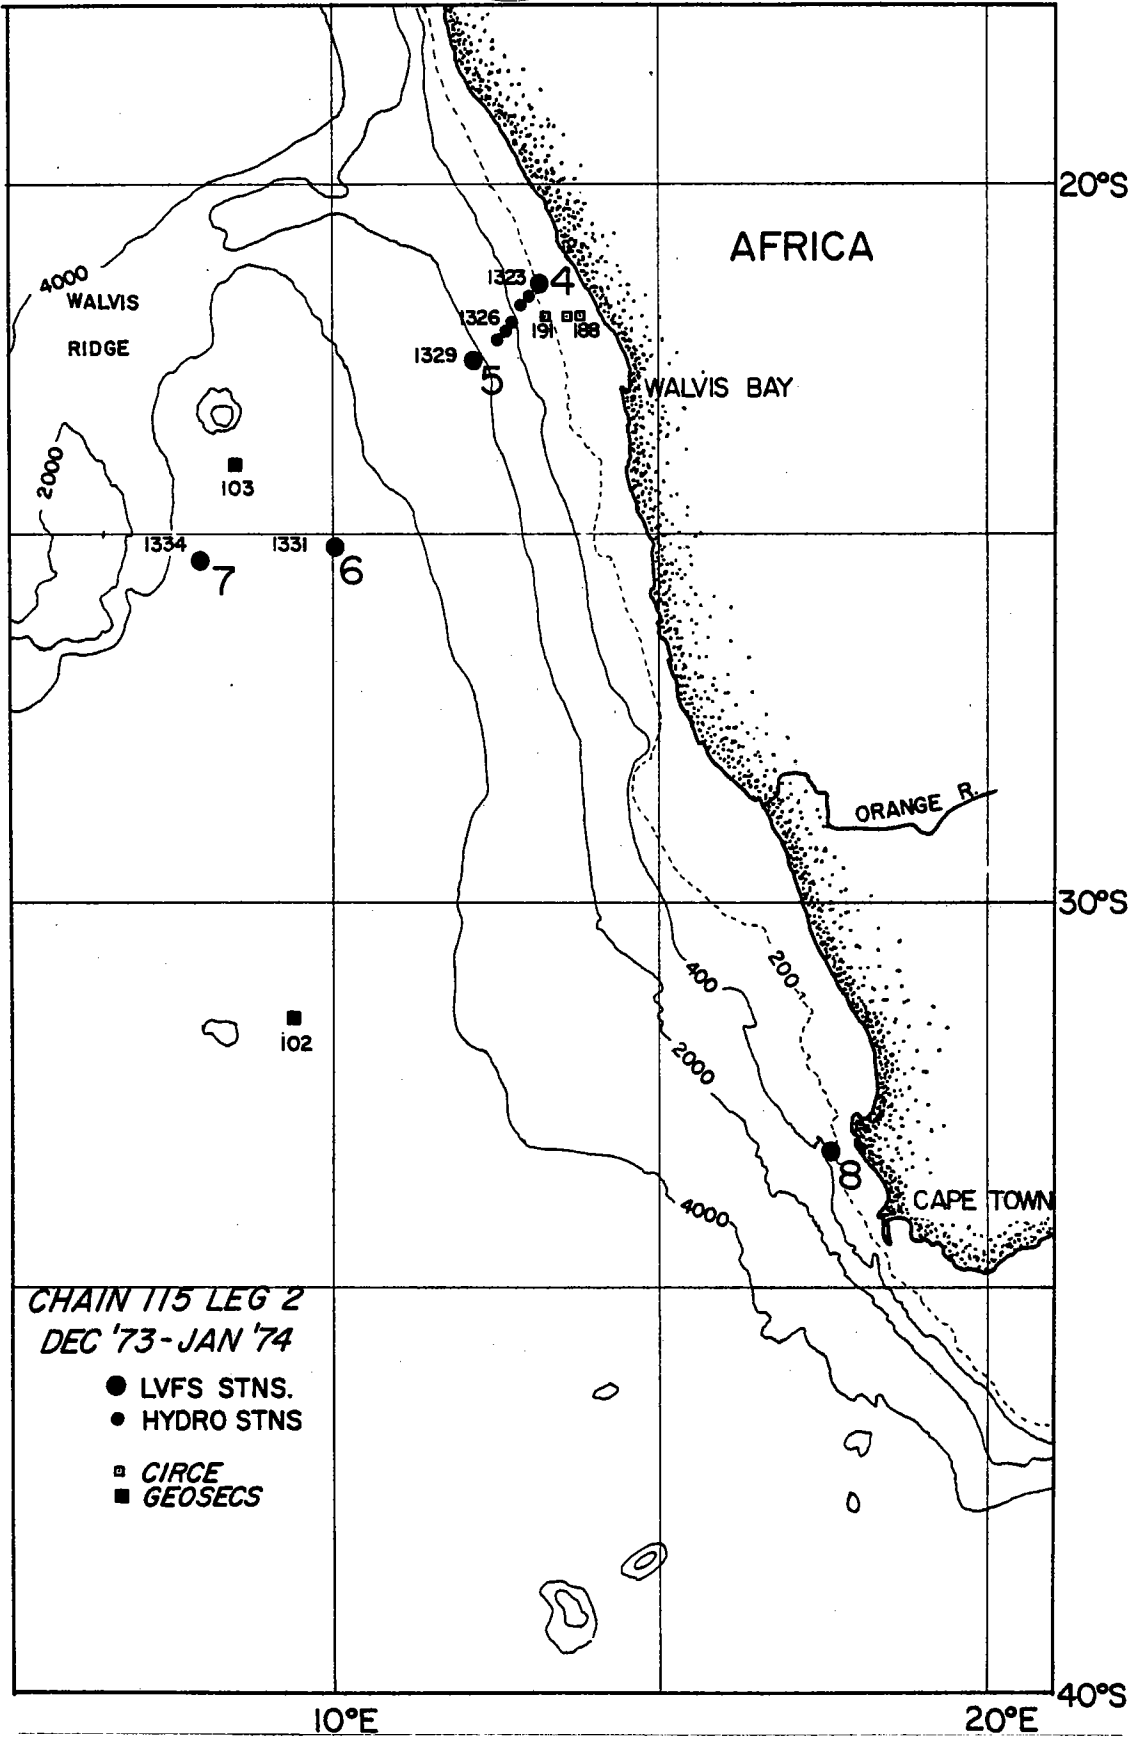 20°S
AFRICA
4000
WALVIS
RIDGE
1323
4
1326
191
188
1329
5
WALVIS BAY
2000
103
1334
7
1331
6
ORANGE R.
30°S
400
200
102
2000
8
CAPE TOWN
4000
CHAIN 115 LEG 2
DEC '73-JAN '74
LVFS STNS.
HYDRO STNS
CIRCE
GEOSECS
40°S
10°E
20°E